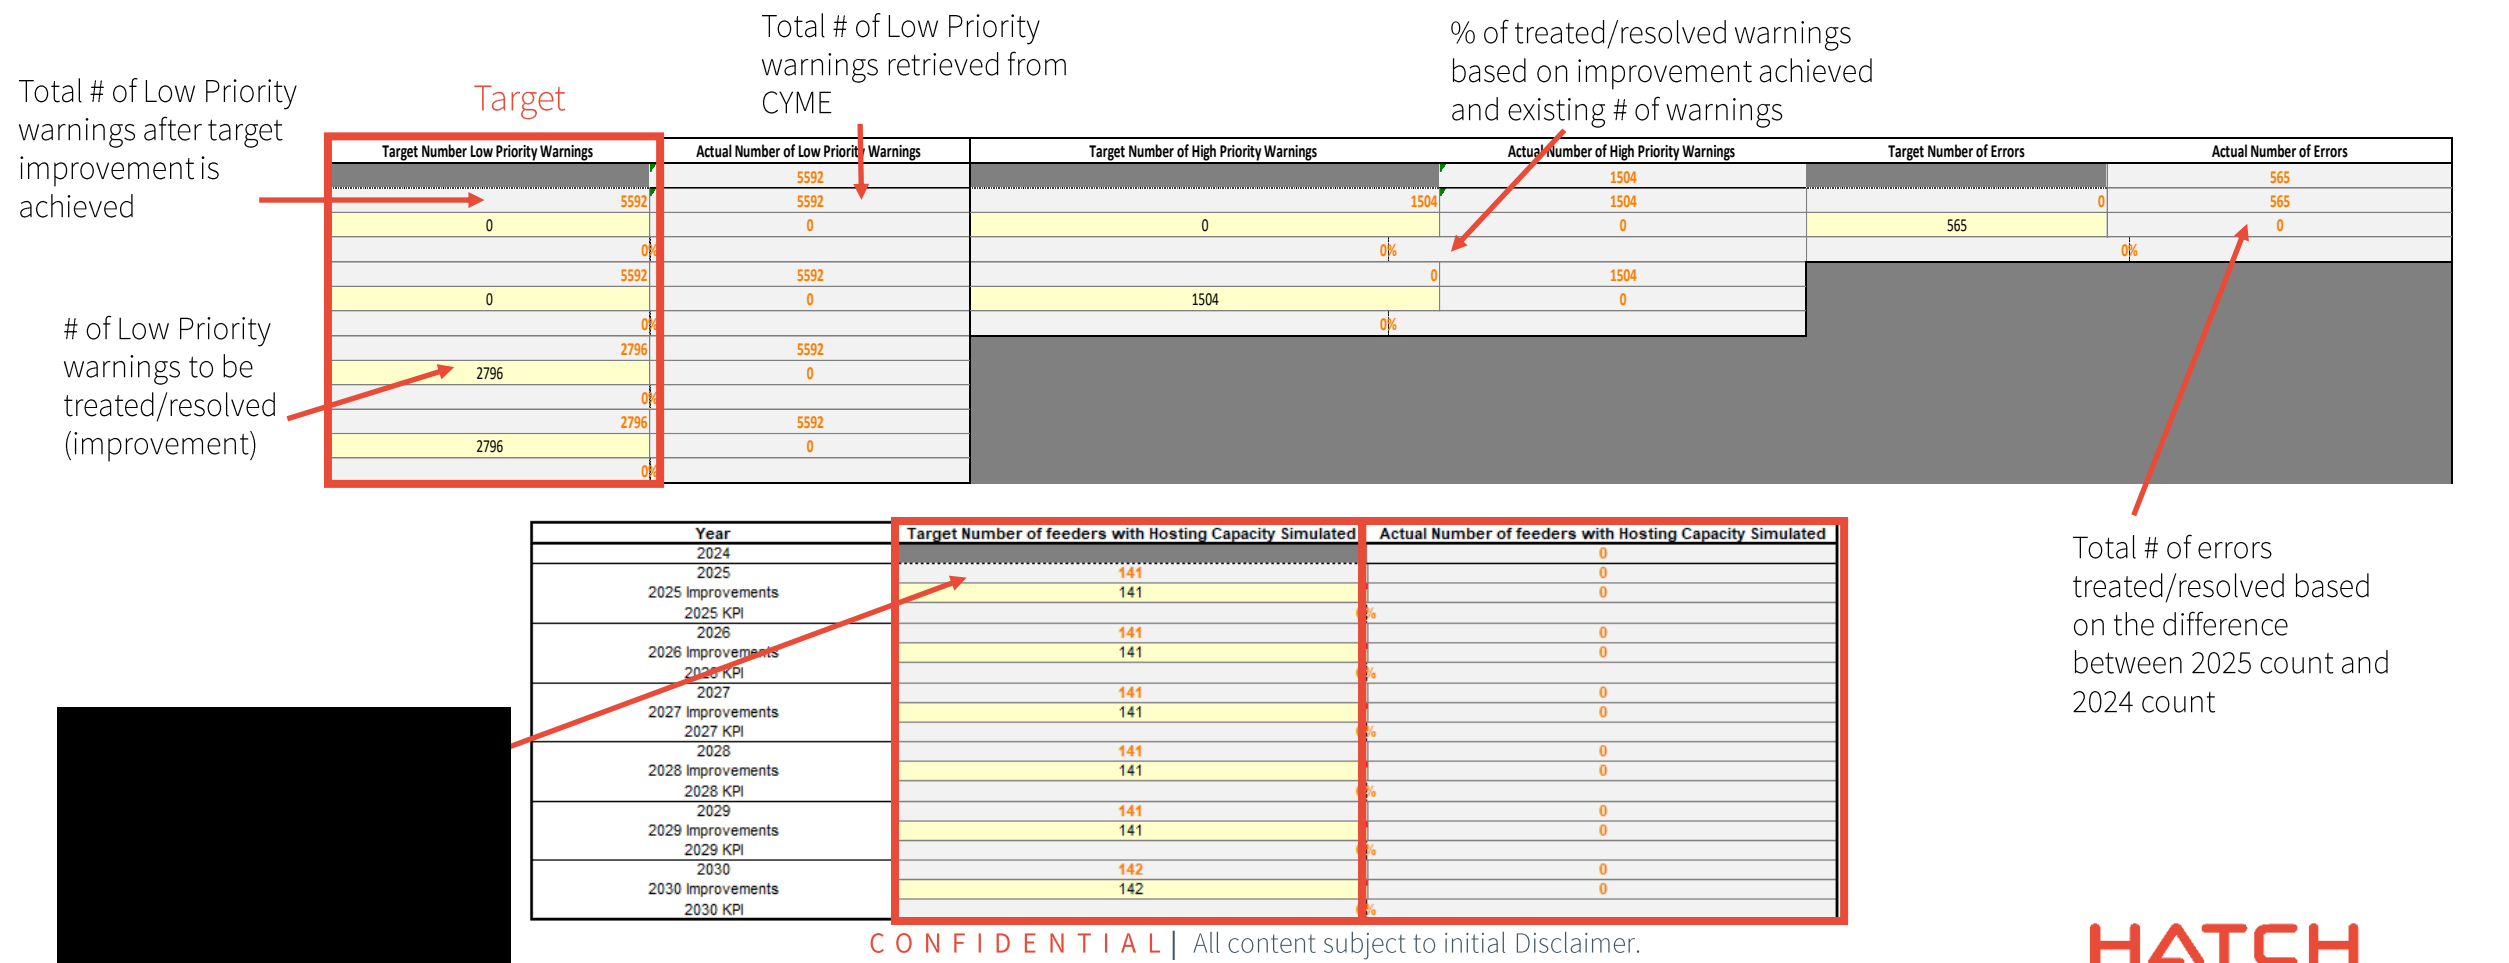 Total # of Low Priority
warnings after target
improvement is
achieved
Target
Total # of Low Priority
warnings retrieved from
CYME
% of treated/resolved warnings
based on improvement achieved
and existing # of warnings
Target Number Low Priority Warnings Actual Number of Low Priority Warnings Target Number of High Priority Warnings Actual Number of High Priority Warnings Target Number of Errors Actual Number of Errors
5592 1504 565
5592 5592 1504 1504 0 565
0 0 0 0 565 0
0% 0% 0%
5592 5592 0 1504
0 0 1504 0
0% 0%
2796 5592
2796 0
0%
2796 5592
2796 0
0%
# of Low Priority
warnings to be
treated/resolved
(improvement)
Total # of errors
treated/resolved based
on the difference
between 2025 count and
2024 count
Year Target Number of feeders with Hosting Capacity Simulated Actual Number of feeders with Hosting Capacity Simulated
2024 0
2025 141 0
2025 Improvements 141 0
2025 KPI %
2026 141 0
2026 Improvements 141 0
2026 KPI %
2027 141 0
2027 Improvements 141 0
2027 KPI %
2028 141 0
2028 Improvements 141 0
2028 KPI %
2029 141 0
2029 Improvements 141 0
2029 KPI %
2030 142 0
2030 Improvements 142 0
2030 KPI %
CONFIDENTIAL | All content subject to initial Disclaimer.
HATCH